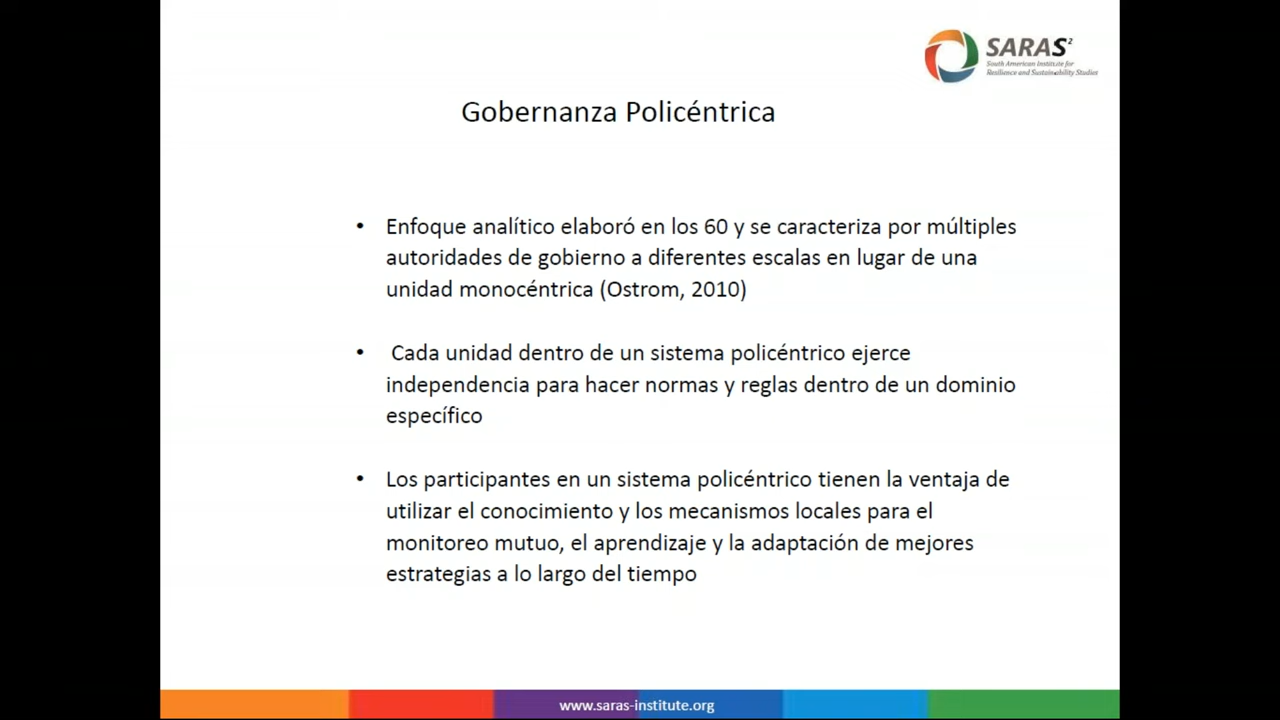 SARAS²
South American Institute for
Resilience and Sustainability Studies
Gobernanza Policéntrica
• Enfoque analítico elaboró en los 60 y se caracteriza por múltiples
autoridades de gobierno a diferentes escalas en lugar de una
unidad monocéntrica (Ostrom, 2010)
• Cada unidad dentro de un sistema policéntrico ejerce
independencia para hacer normas y reglas dentro de un dominio
específico
• Los participantes en un sistema policéntrico tienen la ventaja de
utilizar el conocimiento y los mecanismos locales para el
monitoreo mutuo, el aprendizaje y la adaptación de mejores
estrategias a lo largo del tiempo
www.saras-institute.org